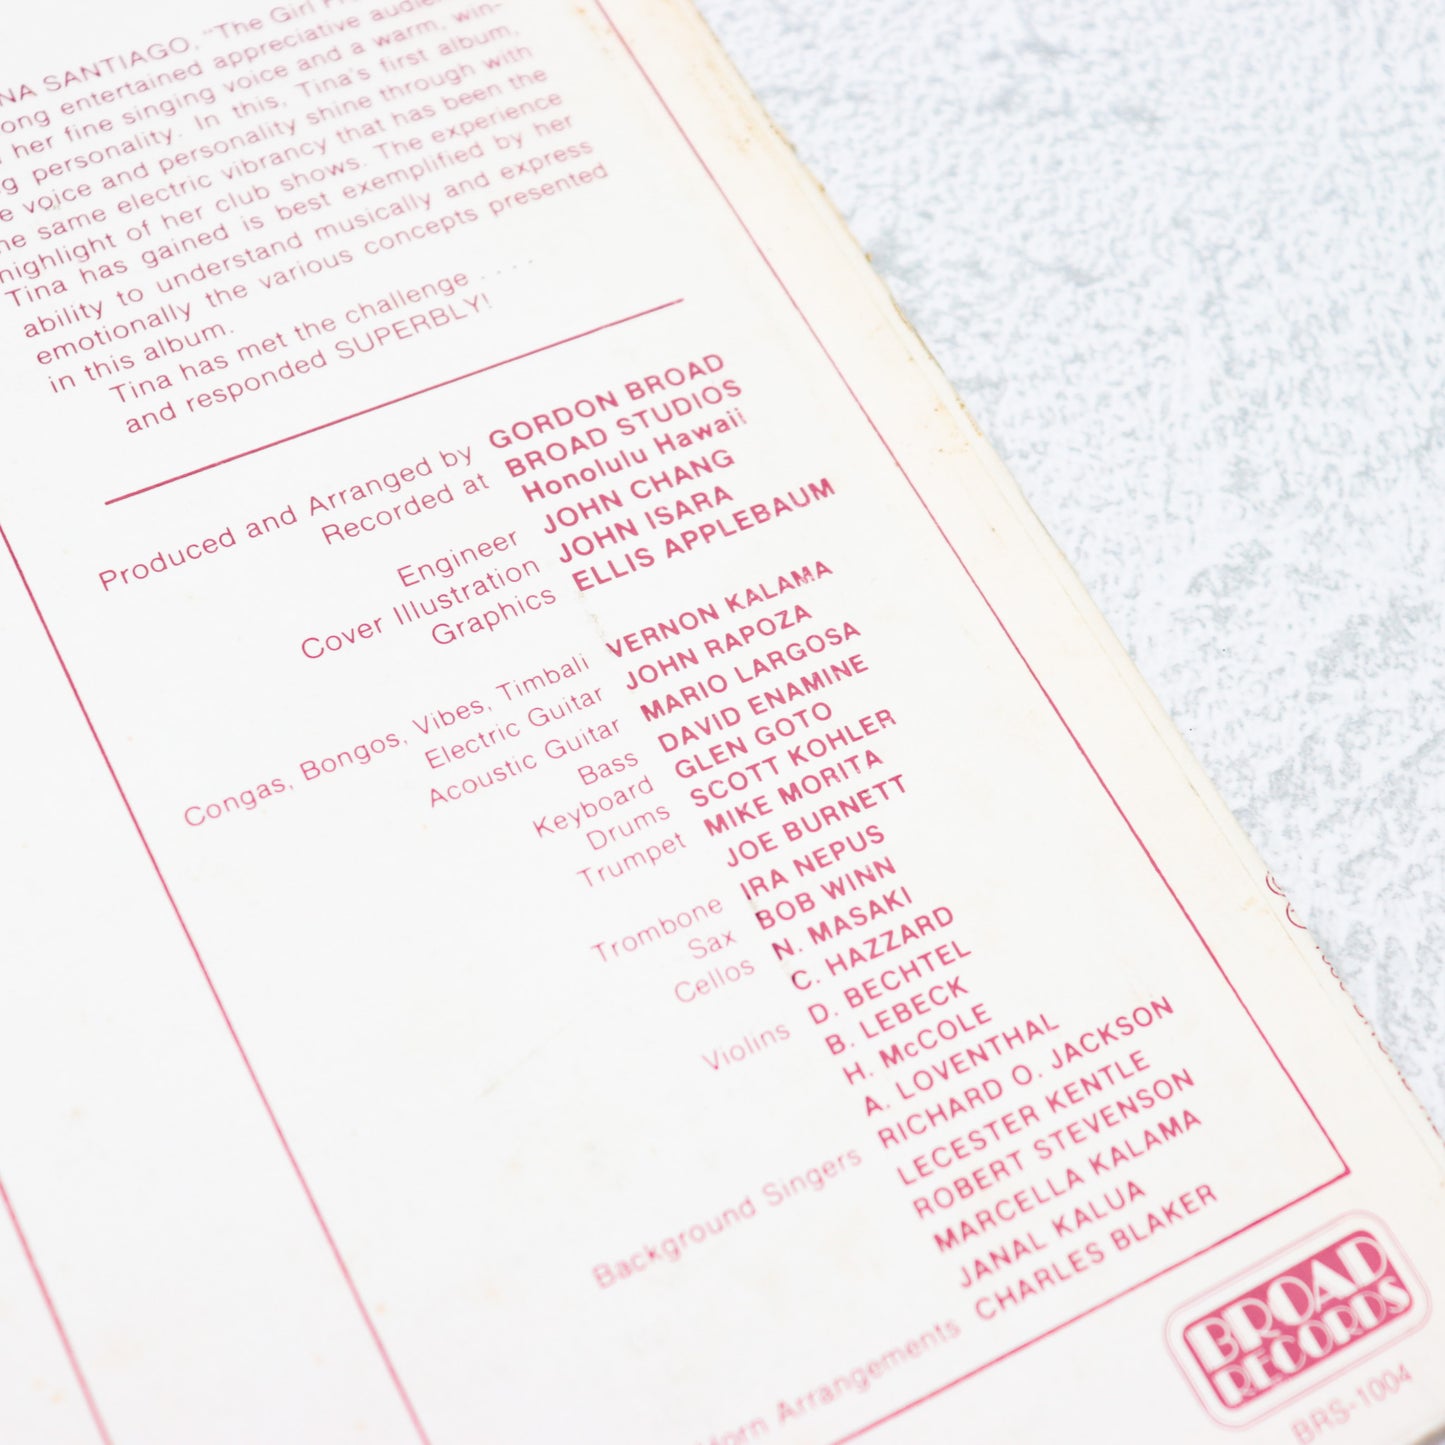 NA SANTIAGO, "The Girl
ong entertained appreciative
her fine singing voice and a warm, win-
g personality. In this, Tina's first album,
e voice and personality shine through with
he same electric vibrancy that has been the
highlight of her club shows. The experience
Tina has gained is best exemplified by her
ability to understand musically and express
emotionally the various concepts presented
in this album.
Tina has met the challenge . . . .
and responded SUPERBLY!
Produced and Arranged by GORDON BROAD
Recorded at BROAD STUDIOS
Honolulu Hawaii
Engineer JOHN CHANG
Cover Illustration JOHN ISARA
Graphics ELLIS APPLEBAUM
Congas, Bongos, Vibes, Timbali VERNON KALAMA
Electric Guitar JOHN RAPOZA
Acoustic Guitar MARIO LARGOSA
Bass DAVID ENAMINE
Keyboard GLEN GOTO
Drums SCOTT KOHLER
Trumpet MIKE MORITA
JOE BURNETT
Trombone IRA NEPUS
Sax BOB WINN
Cellos N. MASAKI
C. HAZZARD
Violins D. BECHTEL
B. LEBECK
H. McCOLE
A. LOVENTHAL
Background Singers RICHARD O. JACKSON
LECESTER KENTLE
ROBERT STEVENSON
MARCELLA KALAMA
JANAL KALUA
Horn Arrangements CHARLES BLAKER
BROAD
RECORDS
BRS-1004